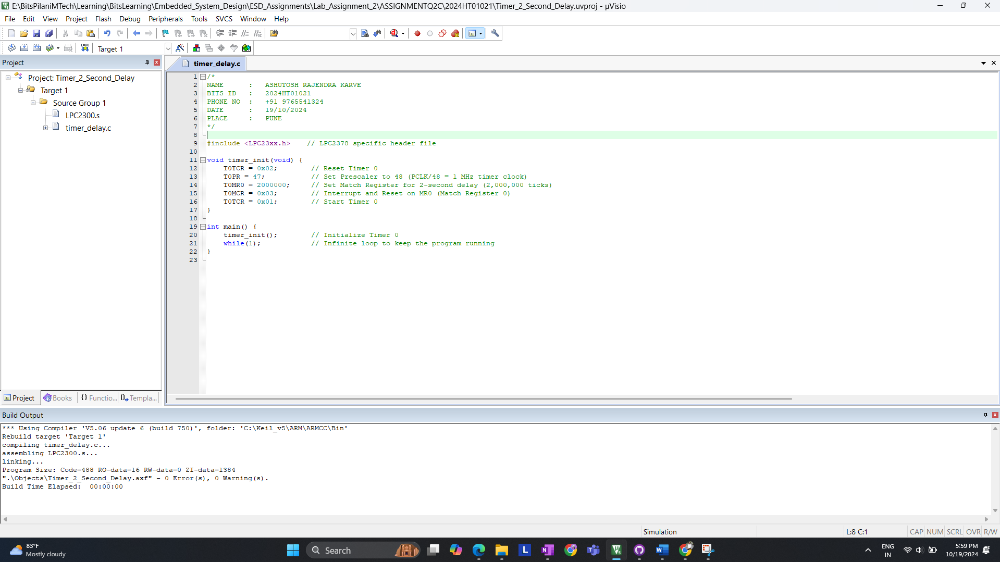 E:\BitsPilaniMTech\Learning\BitsLearning\Embedded_System_Design\ESD_Assignments\Lab_Assignment_2\ASSIGNMENTQ2C\2024HT01021\Timer_2_Second_Delay.uvproj - µVisio
File Edit View Project Flash Debug Peripherals Tools SVCS Window Help
LOAD Target 1
Project
timer_delay.c
Project: Timer_2_Second_Delay
Target 1
Source Group 1
LPC2300.s
timer_delay.c
1 /*
2 NAME : ASHUTOSH RAJENDRA KARVE
3 BITS ID : 2024HT01021
4 PHONE NO : +91 9765541324
5 DATE : 19/10/2024
6 PLACE : PUNE
7 */
8
9 #include <LPC23xx.h> // LPC2378 specific header file
10
11 void timer_init(void) {
12 T0TCR = 0x02; // Reset Timer 0
13 T0PR = 47; // Set Prescaler to 48 (PCLK/48 = 1 MHz timer clock)
14 T0MR0 = 2000000; // Set Match Register for 2-second delay (2,000,000 ticks)
15 T0MCR = 0x03; // Interrupt and Reset on MR0 (Match Register 0)
16 T0TCR = 0x01; // Start Timer 0
17 }
18
19 int main() {
20 timer_init(); // Initialize Timer 0
21 while(1); // Infinite loop to keep the program running
22 }
23
Project Books {} Functio... Templa...
Build Output
*** Using Compiler 'V5.06 update 6 (build 750)', folder: 'C:\Keil_v5\ARM\ARMCC\Bin'
Rebuild target 'Target 1'
compiling timer_delay.c...
assembling LPC2300.s...
linking...
Program Size: Code=488 RO-data=16 RW-data=0 ZI-data=1384
".\Objects\Timer_2_Second_Delay.axf" - 0 Error(s), 0 Warning(s).
Build Time Elapsed: 00:00:00
Simulation L:8 C:1 CAP NUM SCRL OVR R/W
83°F
Mostly cloudy
Search
ENG
IN
5:59 PM
10/19/2024